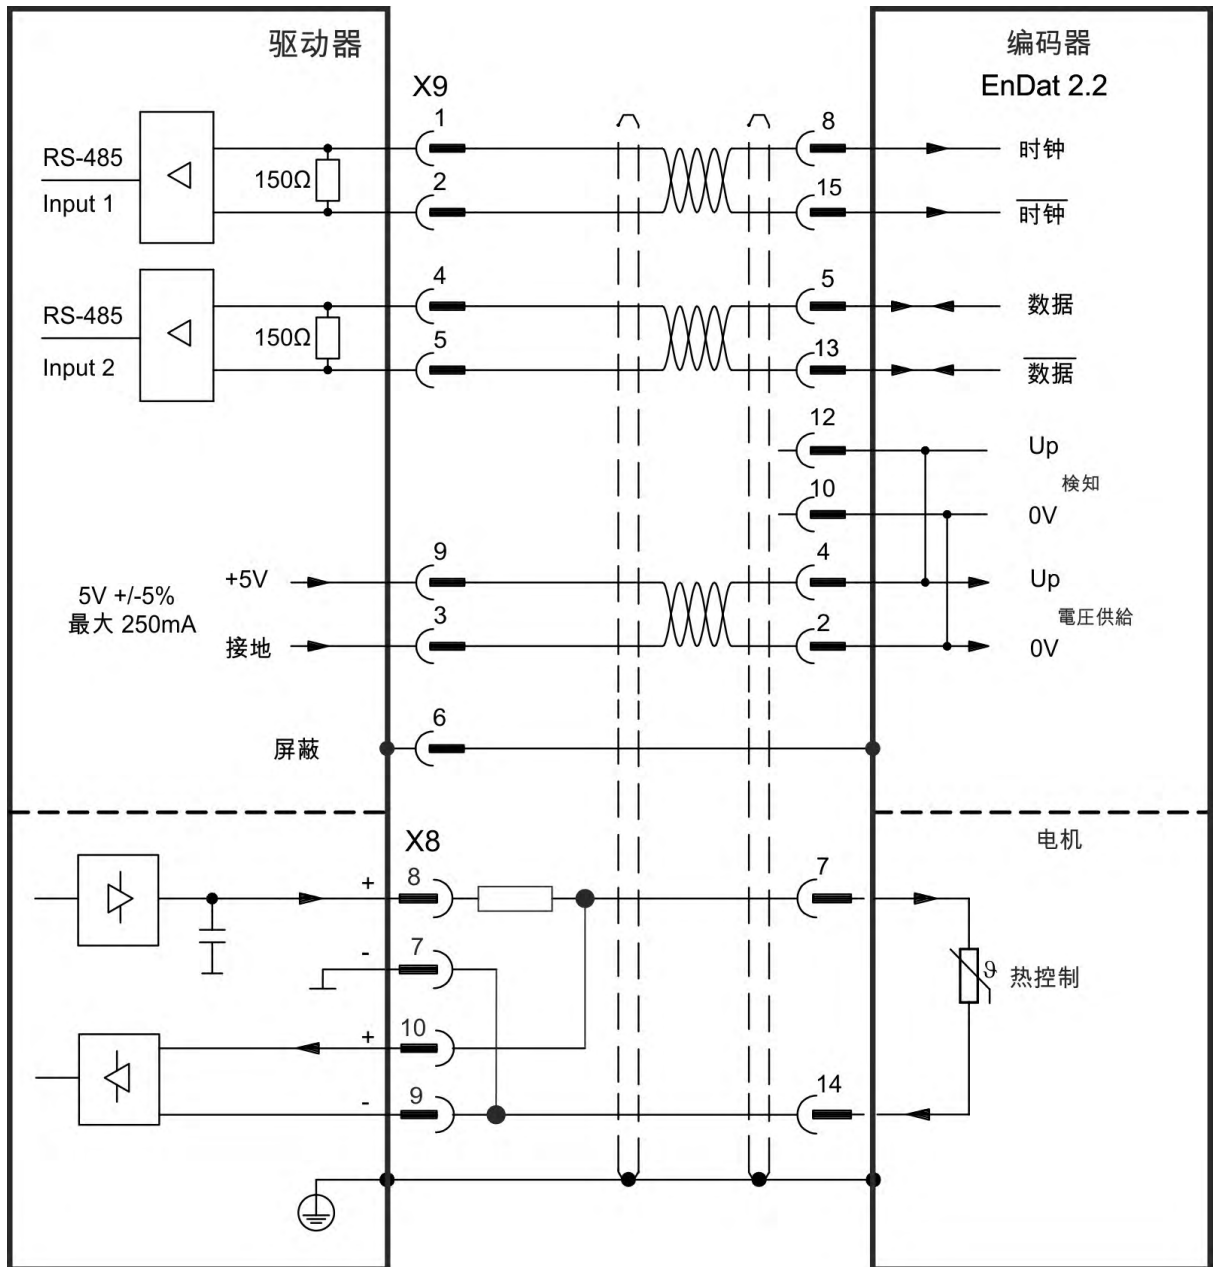 驱动器
编码器
EnDat 2.2
X9
1
8
RS-485
150Ω
时钟
Input 1
2
15
时钟
4
5
RS-485
150Ω
数据
Input 2
5
13
数据
12
Up
検知
10
0V
9
4
5V +/-5%
最大 250mA
+5V
Up
電圧供給
3
2
接地
0V
6
屏蔽
X8
电机
+
8
7
-
7
ϑ
热控制
+
10
-
9
14